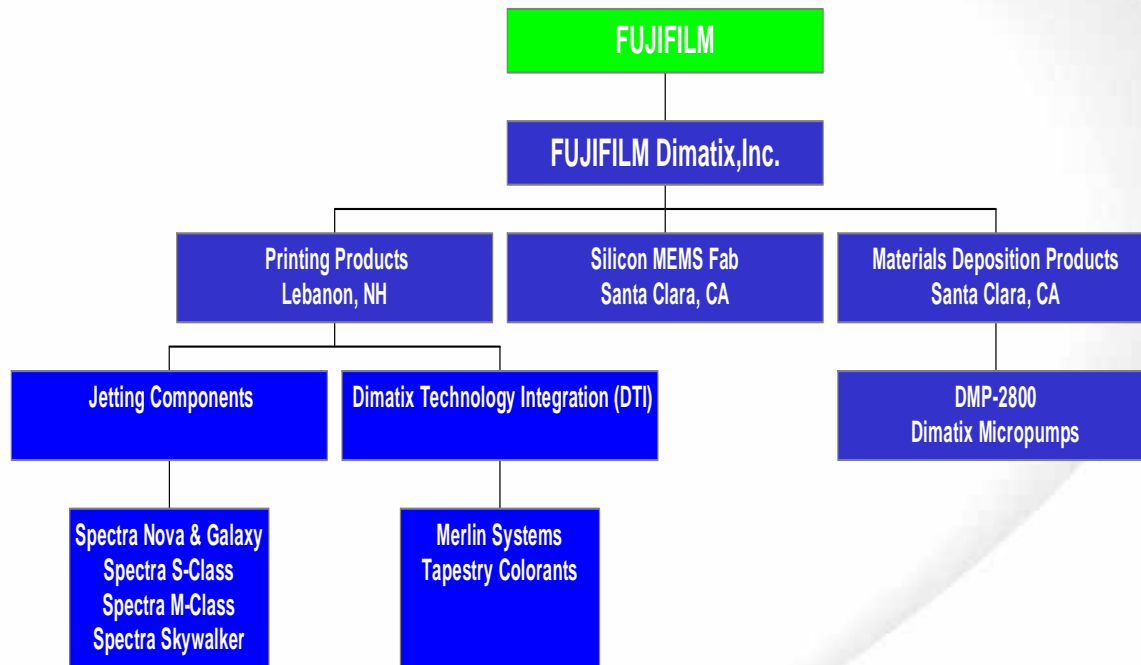 FUJIFILM
FUJIFILM Dimatix,Inc.
Printing Products
Lebanon, NH
Silicon MEMS Fab
Santa Clara, CA
Materials Deposition Products
Santa Clara, CA
Jetting Components
Dimatix Technology Integration (DTI)
DMP-2800
Dimatix Micropumps
Spectra Nova & Galaxy
Spectra S-Class
Spectra M-Class
Spectra Skywalker
Merlin Systems
Tapestry Colorants